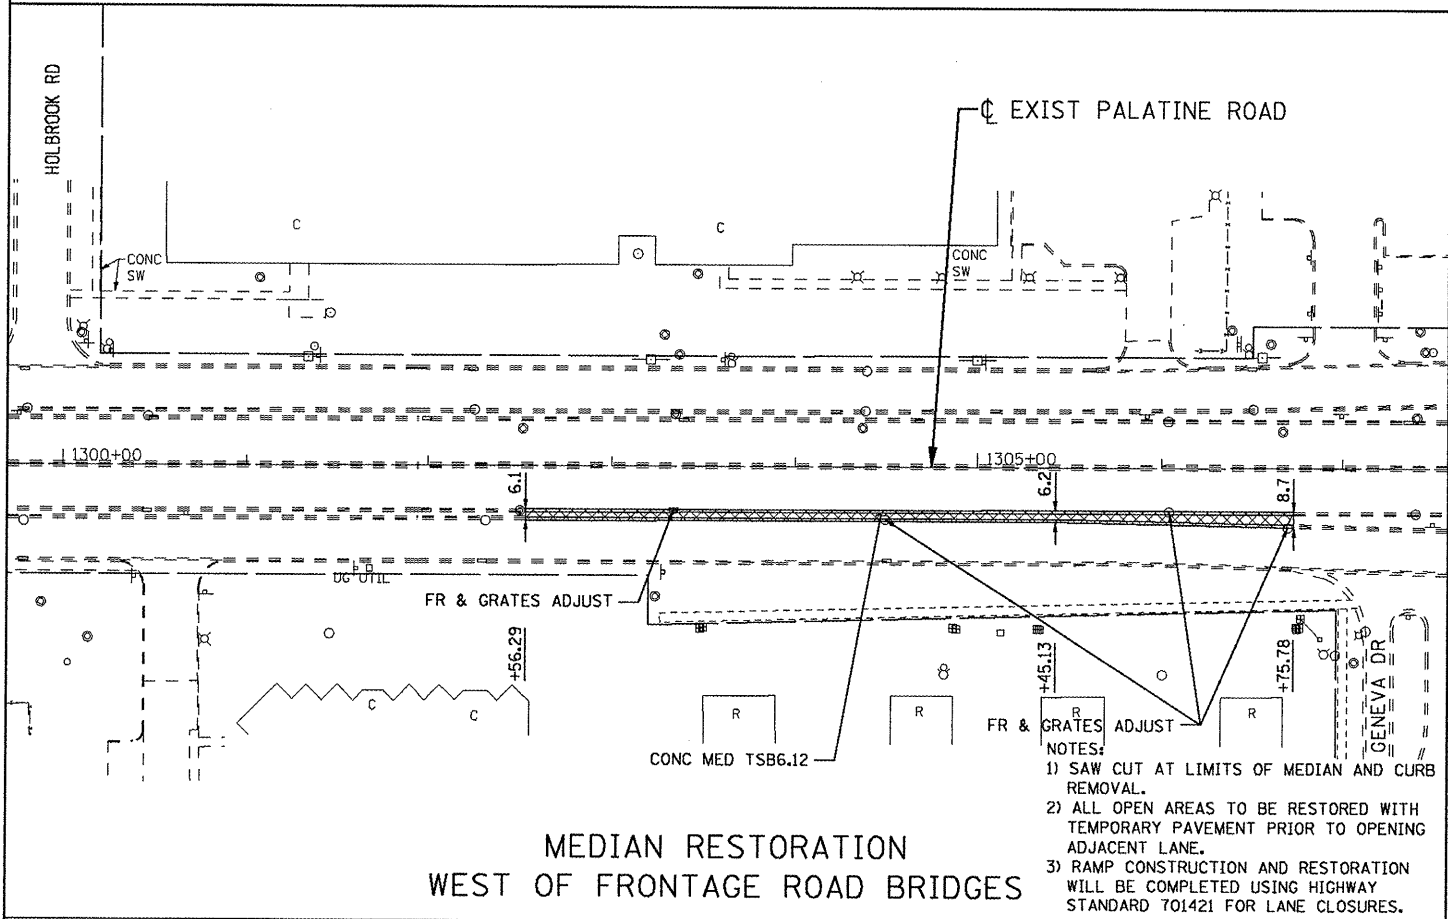 HOLBROOK RD
℄ EXIST PALATINE ROAD
C
C
CONC
SW
CONC
SW
1300+00
1305+00
6.1
6.2
8.7
UG UTIL
FR & GRATES ADJUST
+56.29
+45.13
+75.78
C
C
R
R
R
R
GENEVA DR
FR & GRATES ADJUST
CONC MED TSB6.12
NOTES:
1) SAW CUT AT LIMITS OF MEDIAN AND CURB
REMOVAL.
2) ALL OPEN AREAS TO BE RESTORED WITH
TEMPORARY PAVEMENT PRIOR TO OPENING
ADJACENT LANE.
3) RAMP CONSTRUCTION AND RESTORATION
WILL BE COMPLETED USING HIGHWAY
STANDARD 701421 FOR LANE CLOSURES.
MEDIAN RESTORATION
WEST OF FRONTAGE ROAD BRIDGES